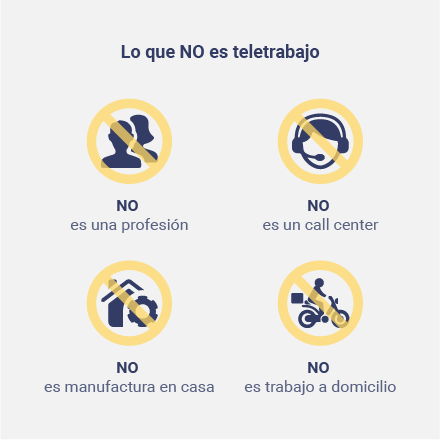 Lo que NO es teletrabajo
NO
es una profesión
NO
es un call center
NO
es manufactura en casa
NO
es trabajo a domicilio